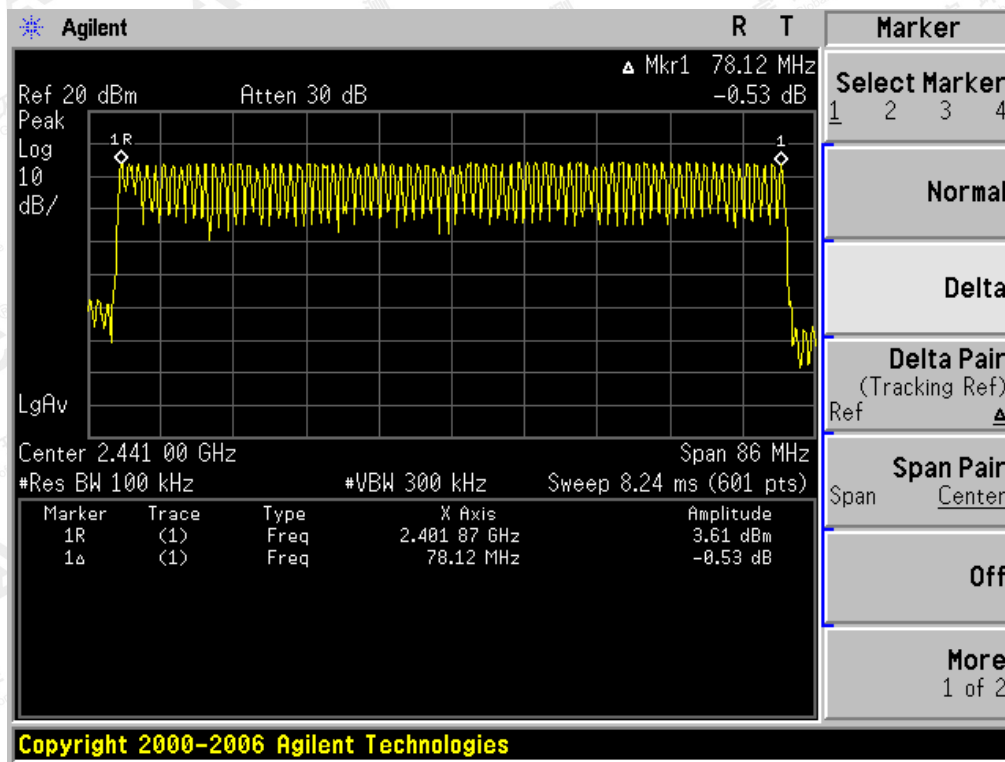 Agilent R T
Δ Mkr1 78.12 MHz
Ref 20 dBm Atten 30 dB -0.53 dB
Peak
Log
10
dB/
1R
1
LgAv
Center 2.441 00 GHz Span 86 MHz
#Res BW 100 kHz #VBW 300 kHz Sweep 8.24 ms (601 pts)
Marker Trace Type X Axis Amplitude
1R (1) Freq 2.401 87 GHz 3.61 dBm
1Δ (1) Freq 78.12 MHz -0.53 dB
Copyright 2000-2006 Agilent Technologies
Marker
Select Marker
1 2 3 4
Normal
Delta
Delta Pair
(Tracking Ref)
Ref Δ
Span Pair
Span Center
Off
More
1 of 2